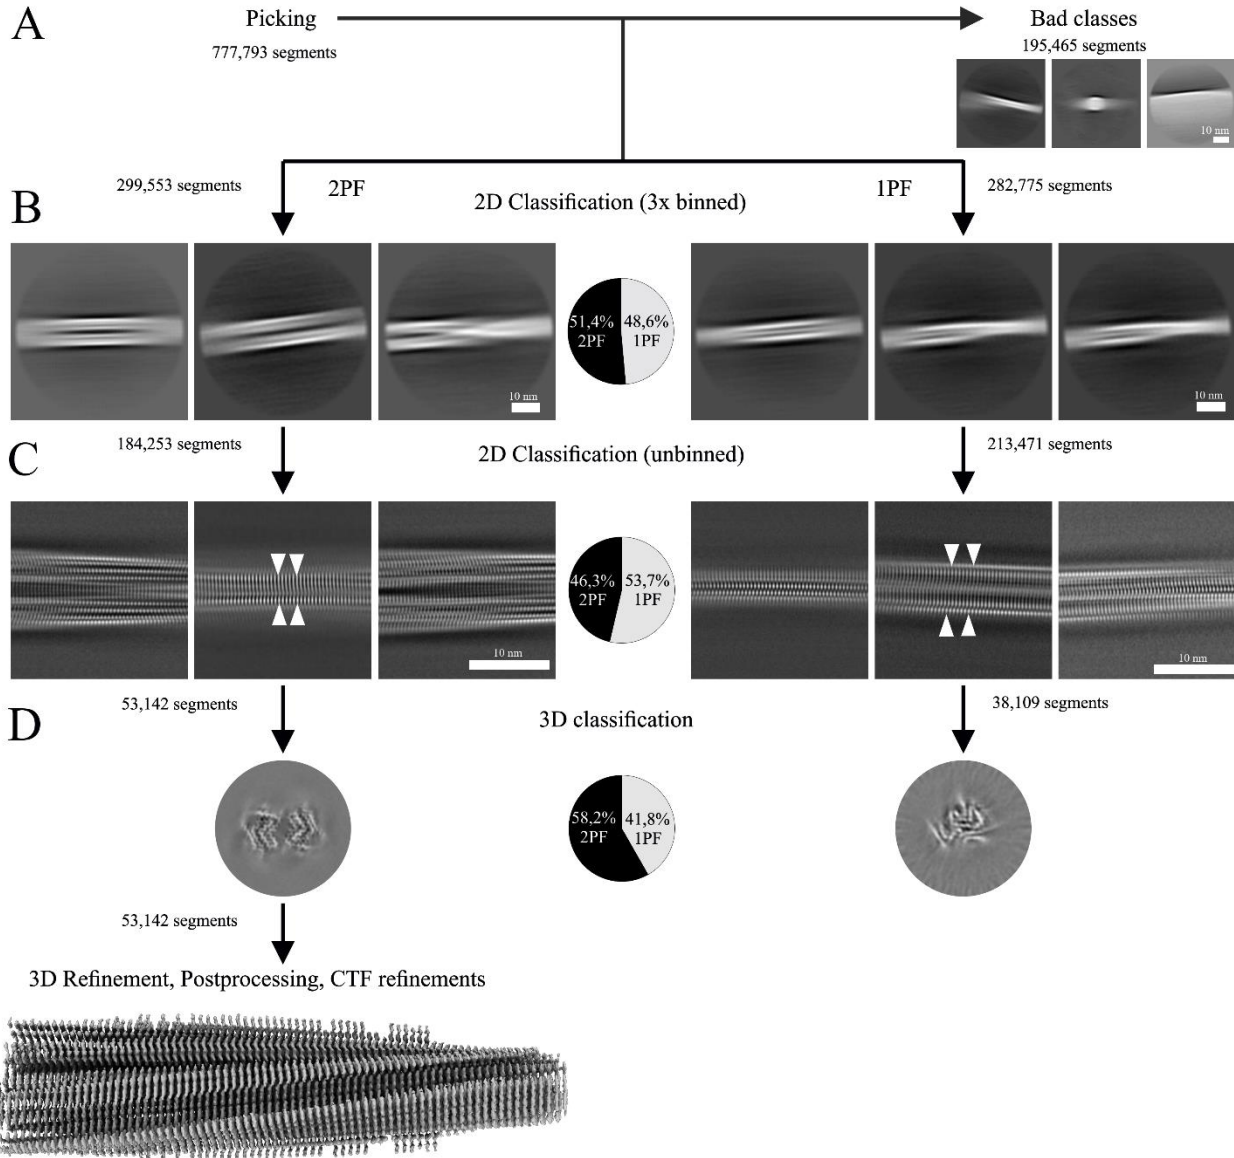 A
Picking
777,793 segments
Bad classes
195,465 segments
10 nm
299,553 segments
2PF
1PF
282,775 segments
B
2D Classification (3x binned)
51,4%
2PF
48,6%
1PF
10 nm
10 nm
184,253 segments
213,471 segments
C
2D Classification (unbinned)
46,3%
2PF
53,7%
1PF
10 nm
10 nm
53,142 segments
38,109 segments
D
3D classification
58,2%
2PF
41,8%
1PF
53,142 segments
3D Refinement, Postprocessing, CTF refinements